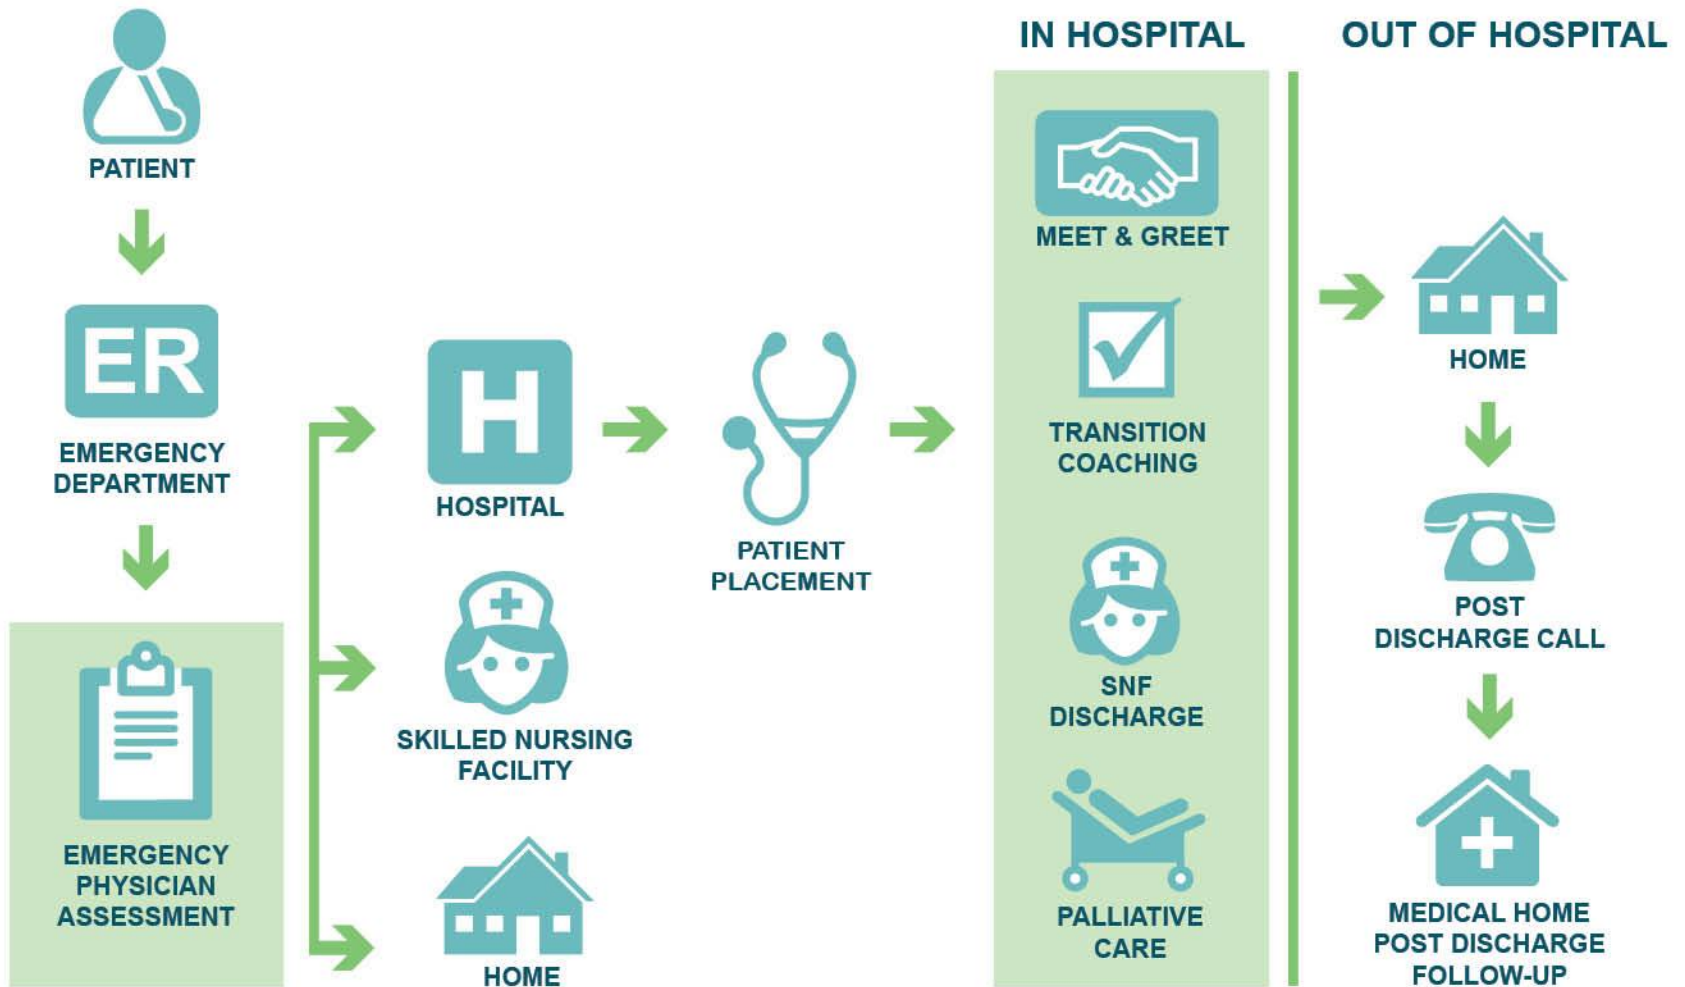 PATIENT
ER
EMERGENCY
DEPARTMENT
EMERGENCY
PHYSICIAN
ASSESSMENT
H
HOSPITAL
SKILLED NURSING
FACILITY
HOME
PATIENT
PLACEMENT
IN HOSPITAL
MEET & GREET
TRANSITION
COACHING
SNF
DISCHARGE
PALLIATIVE
CARE
OUT OF HOSPITAL
HOME
POST
DISCHARGE CALL
MEDICAL HOME
POST DISCHARGE
FOLLOW-UP